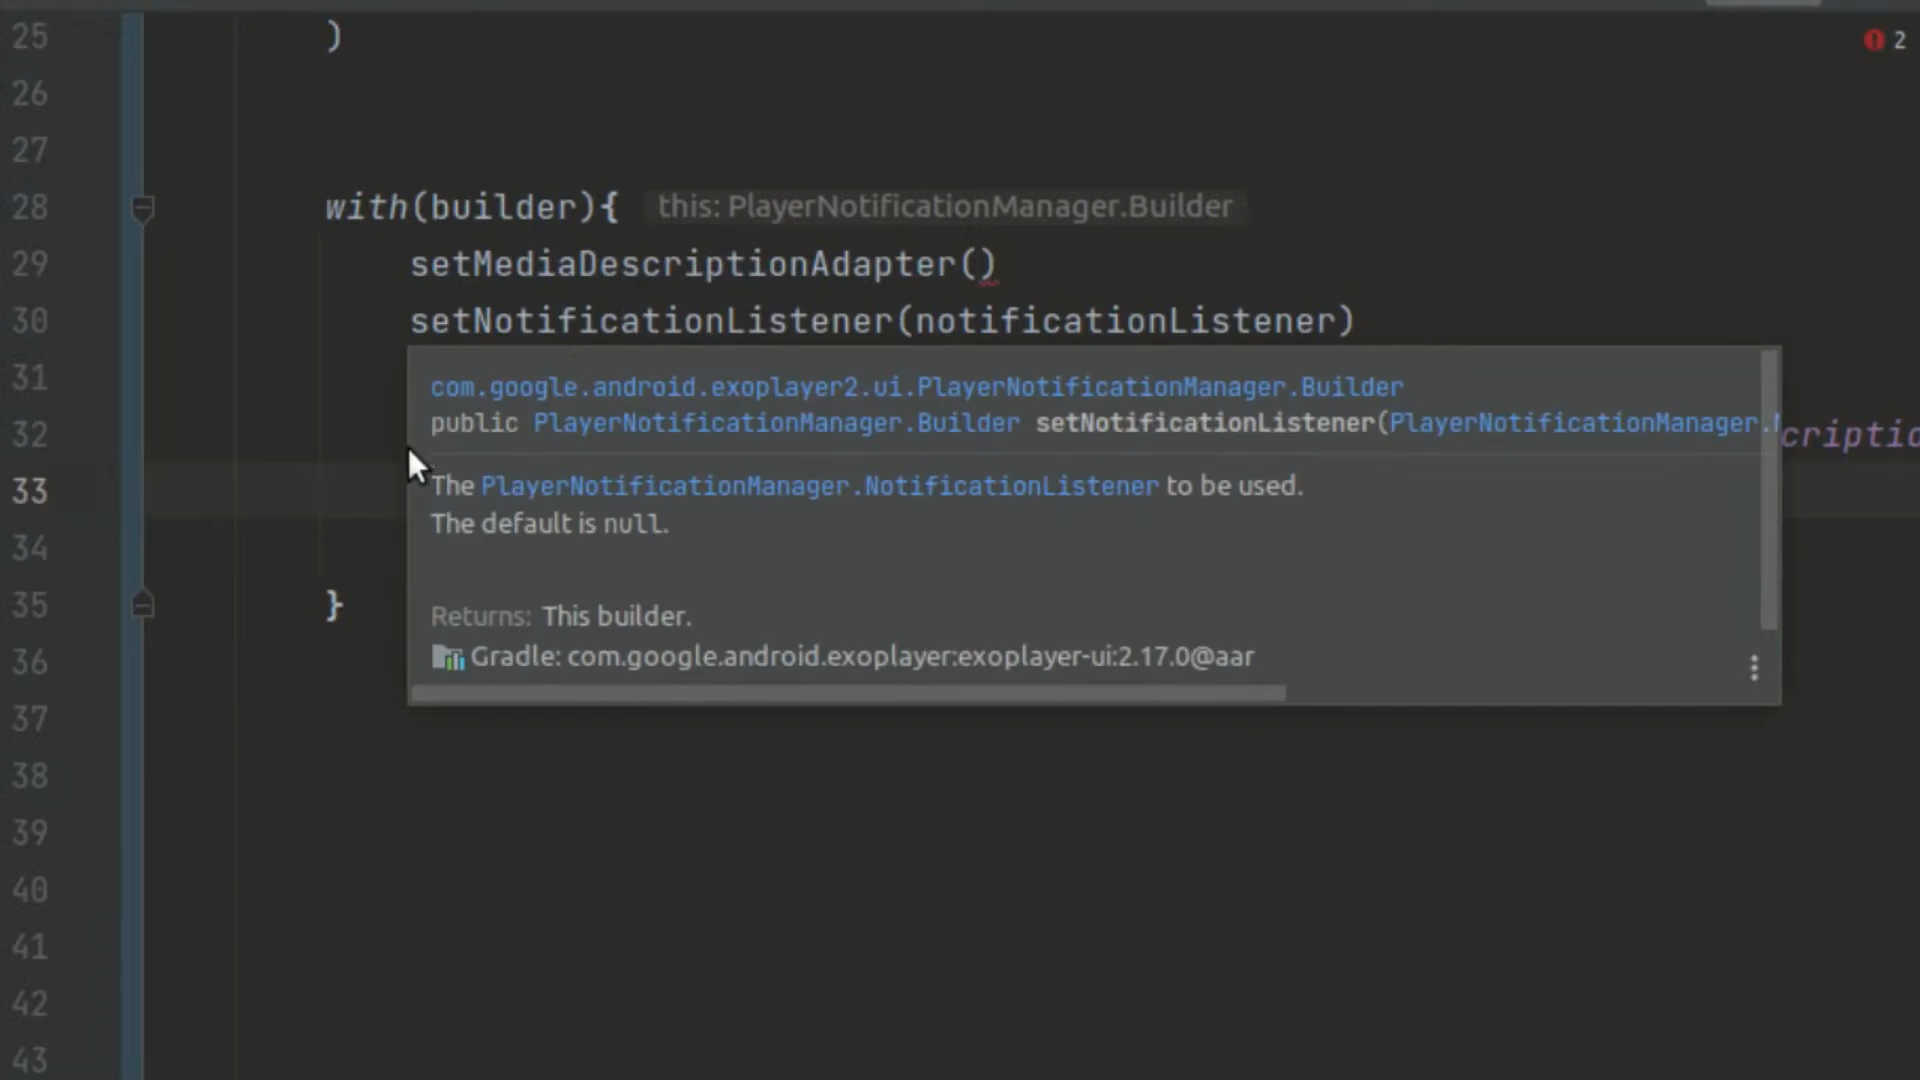 25 )
2
26
27
28 with(builder){ this: PlayerNotificationManager.Builder
29 setMediaDescriptionAdapter()
30 setNotificationListener(notificationListener)
31
com.google.android.exoplayer2.ui.PlayerNotificationManager.Builder
public PlayerNotificationManager.Builder setNotificationListener(PlayerNotificationManager.
32
33
The PlayerNotificationManager.NotificationListener to be used.
The default is null.
34
35 }
Returns: This builder.
Gradle: com.google.android.exoplayer:exoplayer-ui:2.17.0@aar
36
37
38
39
40
41
42
43